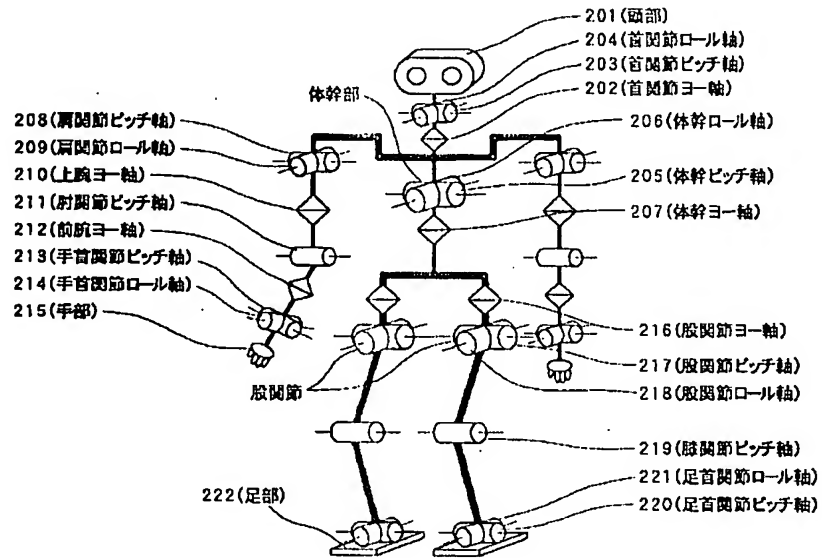 201(頭部)
204(首関節ロール軸)
203(首関節ピッチ軸)
202(首関節ヨー軸)
体幹部
206(体幹ロール軸)
208(肩関節ピッチ軸)
209(肩関節ロール軸)
210(上腕ヨー軸)
211(肘関節ピッチ軸)
212(前腕ヨー軸)
213(手首関節ピッチ軸)
214(手首関節ロール軸)
215(手部)
205(体幹ピッチ軸)
207(体幹ヨー軸)
216(股関節ヨー軸)
217(股関節ピッチ軸)
218(股関節ロール軸)
股関節
219(膝関節ピッチ軸)
221(足首関節ロール軸)
220(足首関節ピッチ軸)
222(足部)